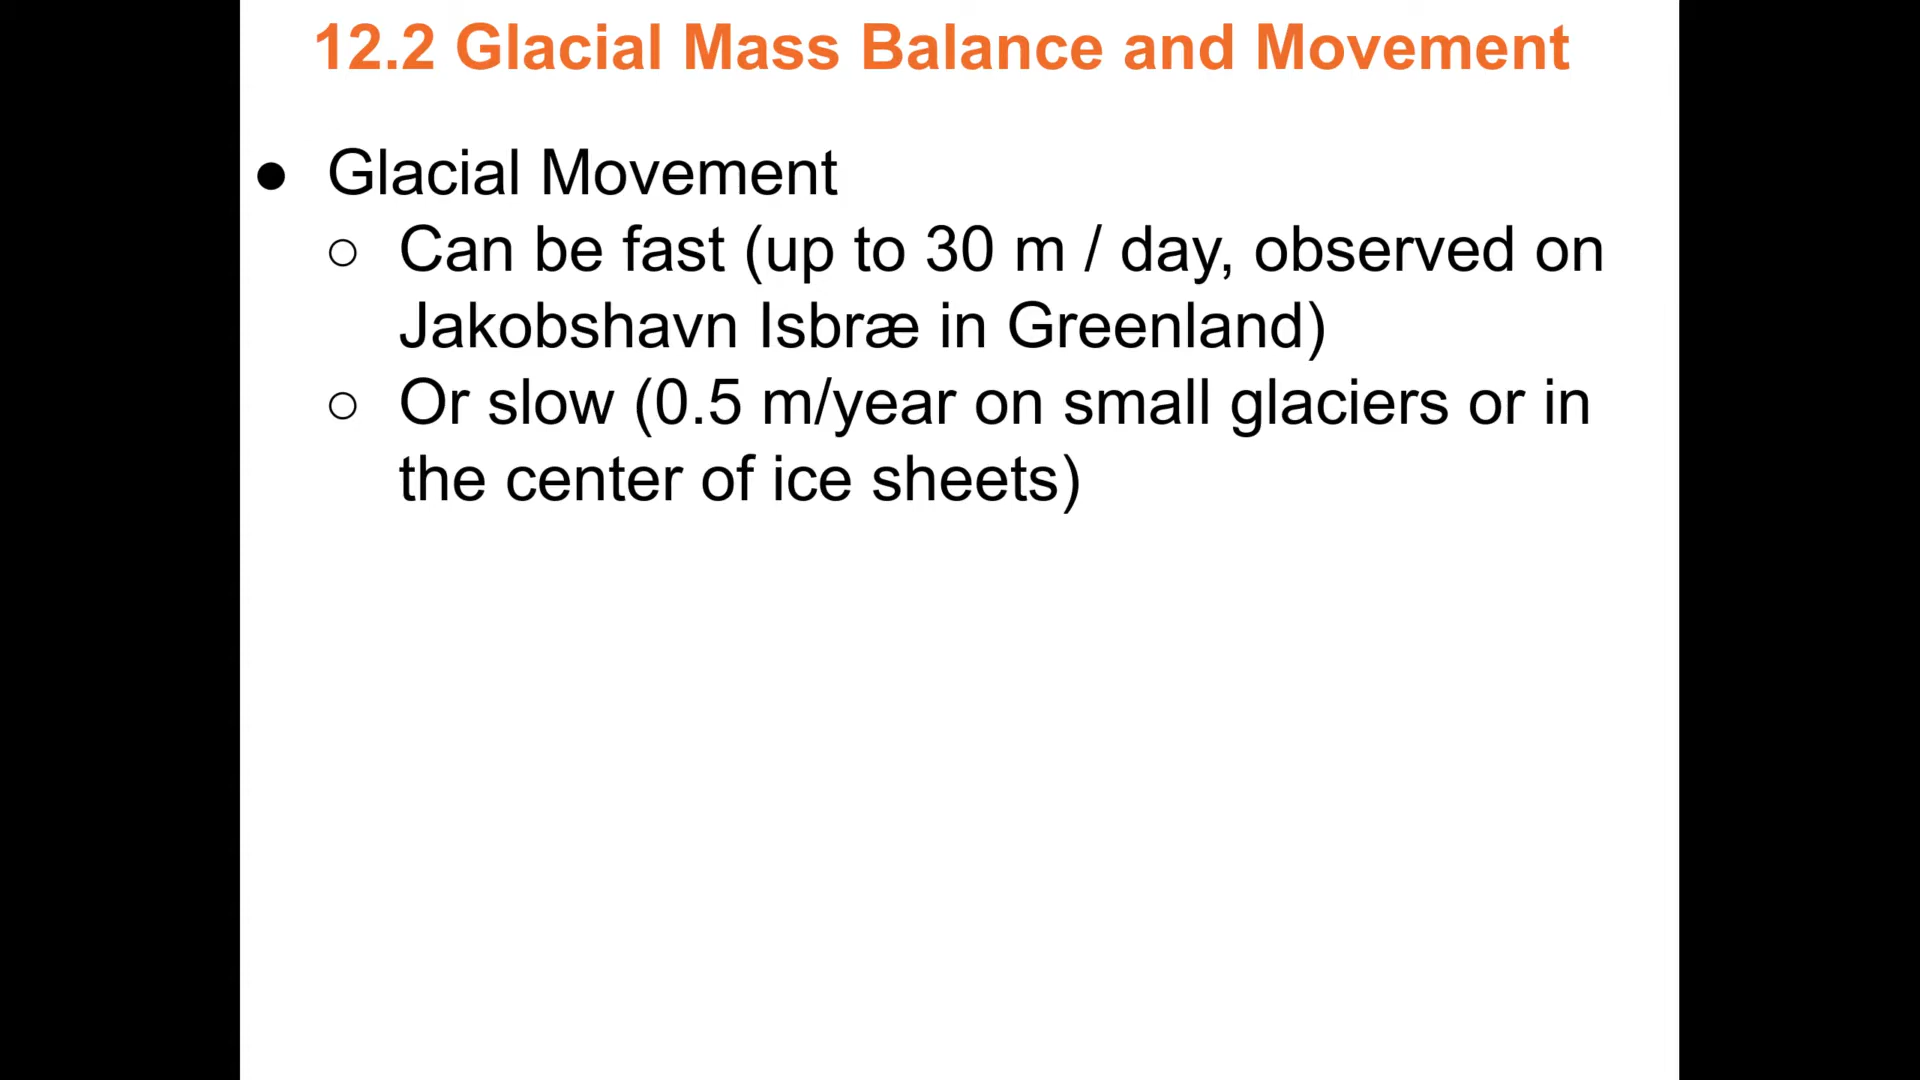 12.2 Glacial Mass Balance and Movement
● Glacial Movement
○ Can be fast (up to 30 m / day, observed on
Jakobshavn Isbræ in Greenland)
○ Or slow (0.5 m/year on small glaciers or in
the center of ice sheets)